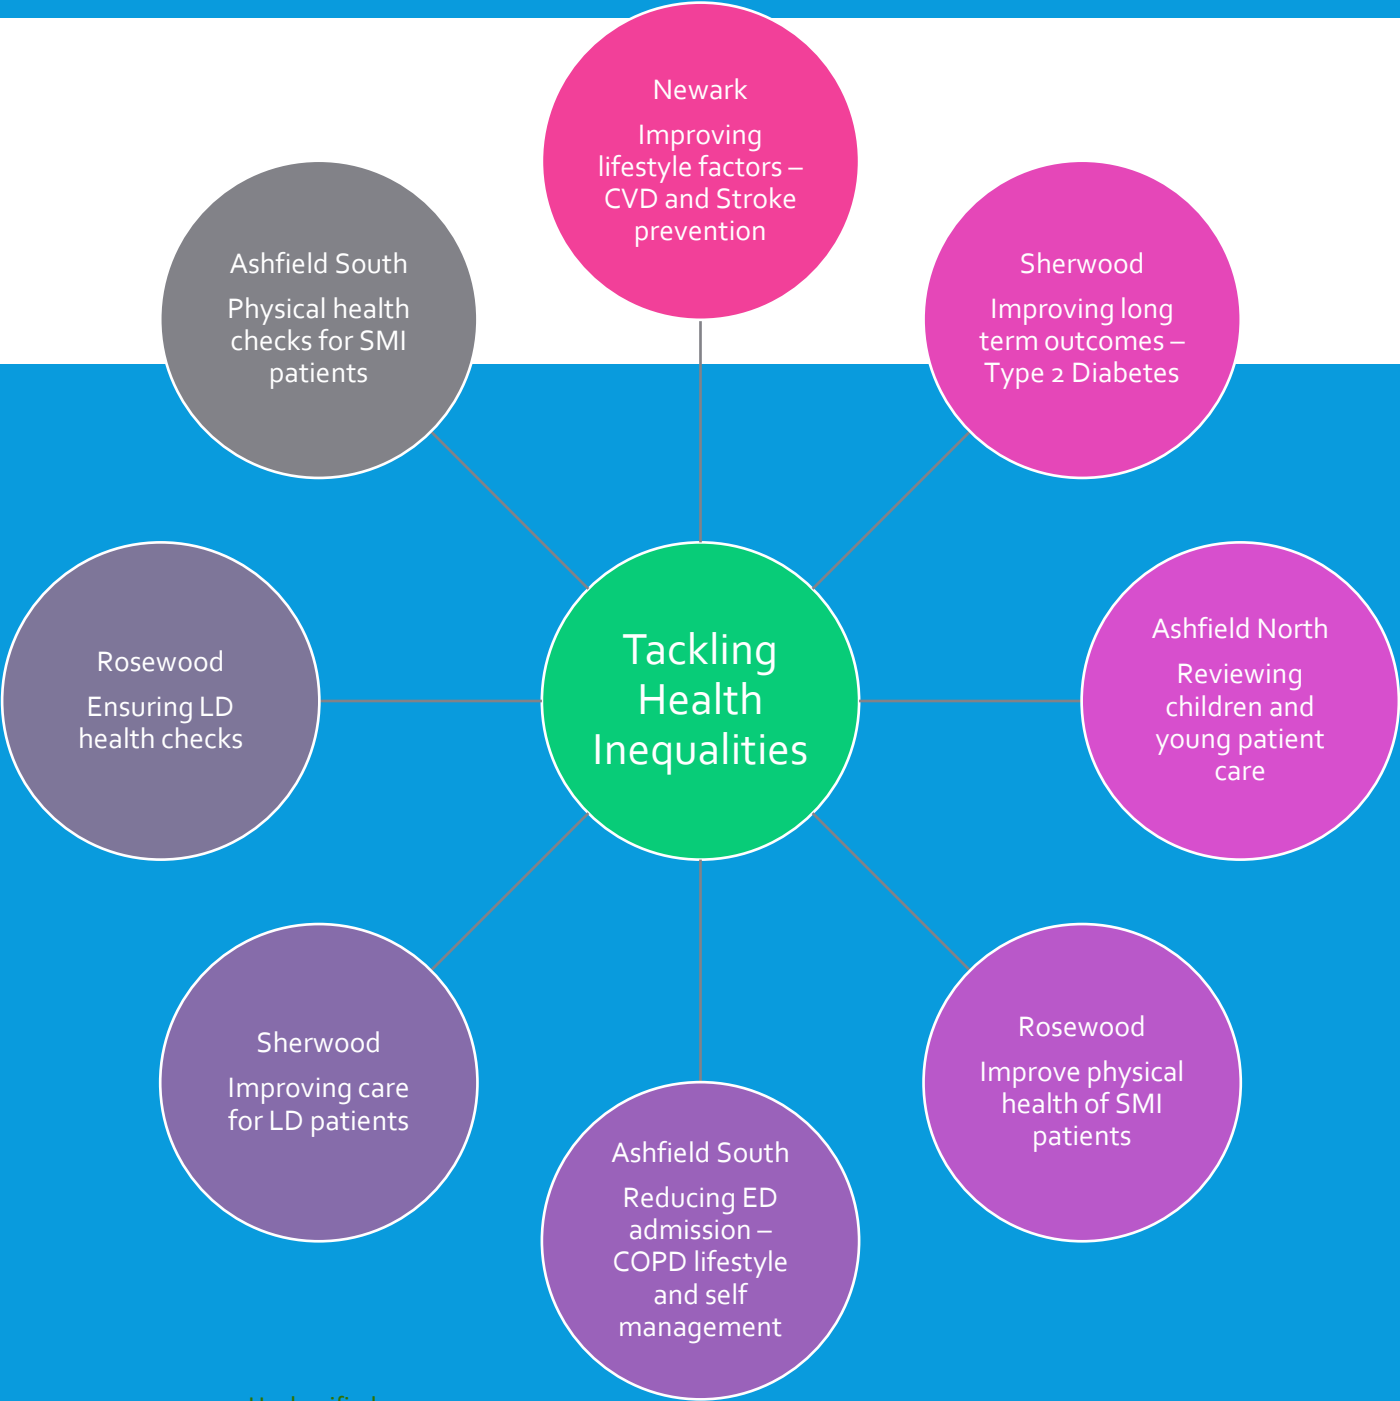 Newark
Improving
lifestyle factors –
CVD and Stroke
prevention
Ashfield South
Physical health
checks for SMI
patients
Sherwood
Improving long
term outcomes –
Type 2 Diabetes
Tackling
Health
Inequalities
Rosewood
Ensuring LD
health checks
Ashfield North
Reviewing
children and
young patient
care
Sherwood
Improving care
for LD patients
Rosewood
Improve physical
health of SMI
patients
Ashfield South
Reducing ED
admission –
COPD lifestyle
and self
management